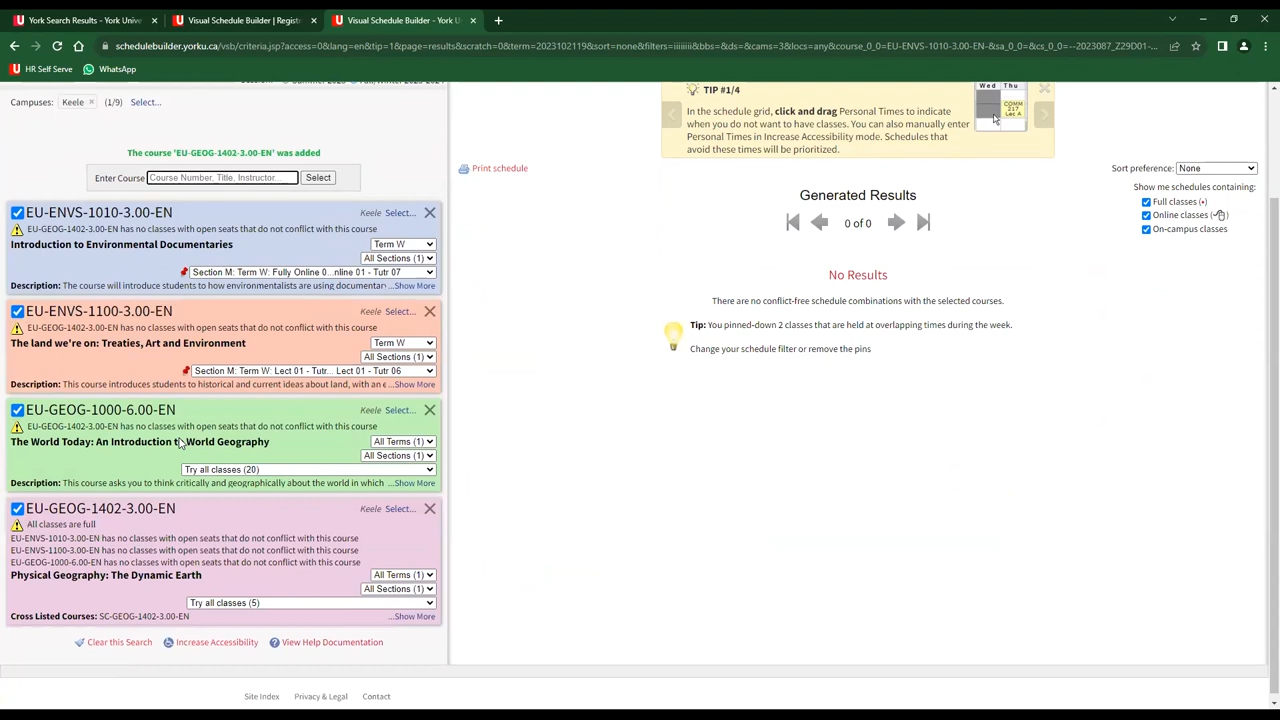 York Search Results - York Unive
Visual Schedule Builder | Registr
Visual Schedule Builder - York U
schedulebuilder.yorku.ca/vsb/criteria.jsp?access=0&lang=en&tip=1&page=results&scratch=0&term=2023102119&sort=none&filters=iiiiiiiii&bbs=&ds=&cams=3&locs=any&course_0_0=EU-ENVS-1010-3.00-EN-&sa_0_0=&cs_0_0=--2023087_Z29D01-...
HR Self Serve
WhatsApp
Campuses: Keele × (1/9) Select...
The course 'EU-GEOG-1402-3.00-EN' was added
Enter Course Course Number, Title, Instructor... Select
EU-ENVS-1010-3.00-EN Keele Select...
EU-GEOG-1402-3.00-EN has no classes with open seats that do not conflict with this course
Introduction to Environmental Documentaries Term W
All Sections (1)
Section M: Term W: Fully Online 0...nline 01 - Tutr 07
Description: The course will introduce students to how environmentalists are using documentar ...Show More
EU-ENVS-1100-3.00-EN Keele Select...
EU-GEOG-1402-3.00-EN has no classes with open seats that do not conflict with this course
The land we're on: Treaties, Art and Environment Term W
All Sections (1)
Section M: Term W: Lect 01 - Tutr... Lect 01 - Tutr 06
Description: This course introduces students to historical and current ideas about land, with an e ...Show More
EU-GEOG-1000-6.00-EN Keele Select...
EU-GEOG-1402-3.00-EN has no classes with open seats that do not conflict with this course
The World Today: An Introduction to World Geography All Terms (1)
All Sections (1)
Try all classes (20)
Description: This course asks you to think critically and geographically about the world in which ...Show More
EU-GEOG-1402-3.00-EN Keele Select...
All classes are full
EU-ENVS-1010-3.00-EN has no classes with open seats that do not conflict with this course
EU-ENVS-1100-3.00-EN has no classes with open seats that do not conflict with this course
EU-GEOG-1000-6.00-EN has no classes with open seats that do not conflict with this course
Physical Geography: The Dynamic Earth All Terms (1)
All Sections (1)
Try all classes (5)
Cross Listed Courses: SC-GEOG-1402-3.00-EN ...Show More
Clear this Search Increase Accessibility View Help Documentation
TIP #1/4
In the schedule grid, click and drag Personal Times to indicate
when you do not want to have classes. You can also manually enter
Personal Times in Increase Accessibility mode. Schedules that
avoid these times will be prioritized.
Wed Thu
COMM
217
Lec A
Print schedule
Sort preference: None
Generated Results
0 of 0
Show me schedules containing:
Full classes (•)
Online classes ( )
On-campus classes
No Results
There are no conflict-free schedule combinations with the selected courses.
Tip: You pinned-down 2 classes that are held at overlapping times during the week.
Change your schedule filter or remove the pins
Site Index Privacy & Legal Contact